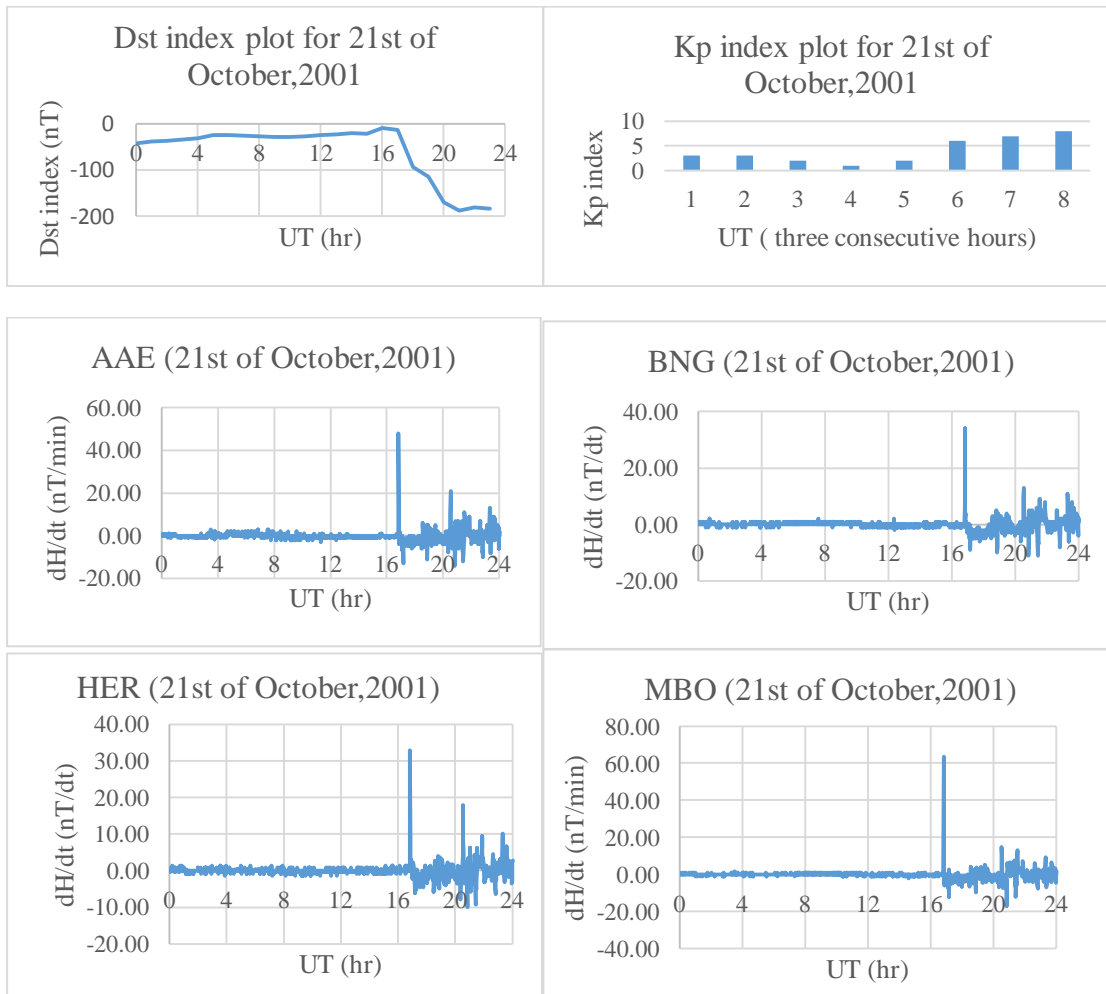 Dst index plot for 21st of
October,2001
Dst index (nT)
0
-100
-200
0 4 8 12 16 20 24
UT (hr)
Kp index plot for 21st of
October,2001
Kp index
10
5
0
1 2 3 4 5 6 7 8
UT ( three consecutive hours)
AAE (21st of October,2001)
dH/dt (nT/min)
60.00
40.00
20.00
0.00
-20.00
0 4 8 12 16 20 24
UT (hr)
BNG (21st of October,2001)
dH/dt (nT/dt)
40.00
20.00
0.00
-20.00
0 4 8 12 16 20 24
UT (hr)
HER (21st of October,2001)
dH/dt (nT/dt)
40.00
30.00
20.00
10.00
0.00
-10.00
-20.00
0 4 8 12 16 20 24
UT (hr)
MBO (21st of October,2001)
dH/dt (nT/min)
80.00
60.00
40.00
20.00
0.00
-20.00
-40.00
0 4 8 12 16 20 24
UT (hr)